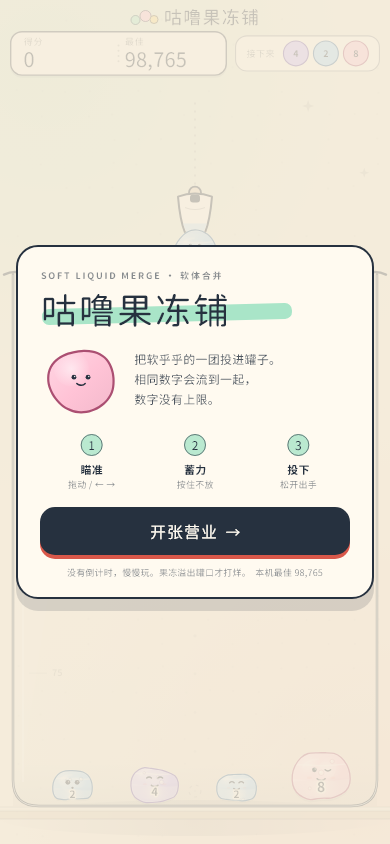 咕噜果冻铺
得分
最佳
0
98,765
接下来
4
2
8
SOFT LIQUID MERGE · 软体合并
咕噜果冻铺
把软乎乎的一团投进罐子。
相同数字会流到一起，
数字没有上限。
1
2
3
瞄准
蓄力
投下
拖动 / ← →
按住不放
松开出手
开张营业 →
没有倒计时，慢慢玩。果冻溢出罐口才打烊。 本机最佳 98,765
2
4
2
8